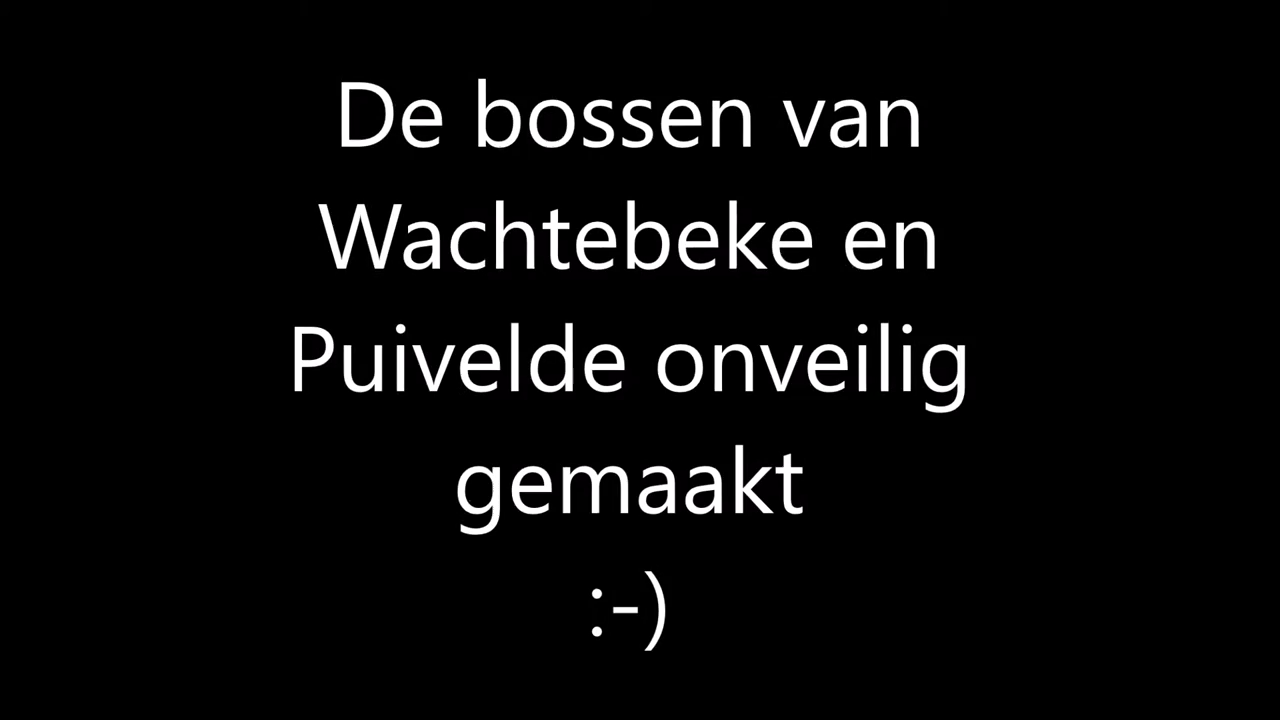 De bossen van
Wachtebeke en
Puivelde onveilig
gemaakt
:-)